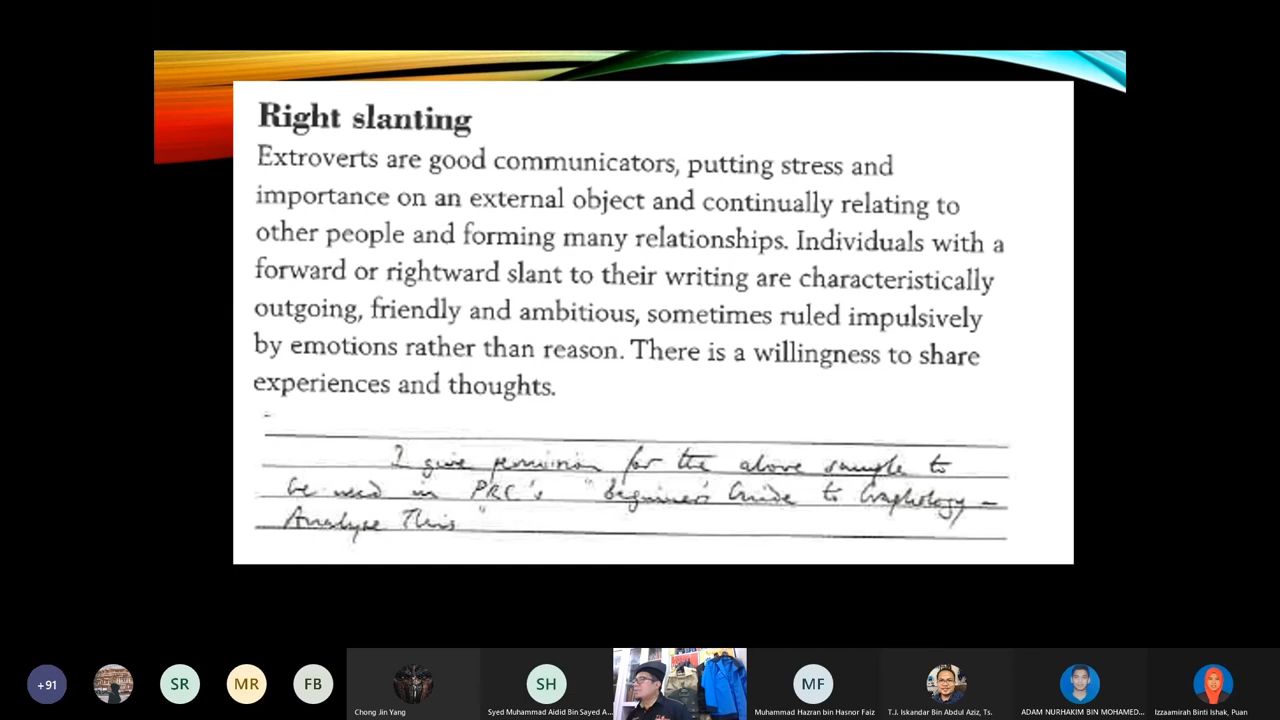 Right slanting
Extroverts are good communicators, putting stress and
importance on an external object and continually relating to
other people and forming many relationships. Individuals with a
forward or rightward slant to their writing are characteristically
outgoing, friendly and ambitious, sometimes ruled impulsively
by emotions rather than reason. There is a willingness to share
experiences and thoughts.
I give permission for the above sample to
be used in PRC's "Beginner's Guide to Graphology –
Analyse This"
+91
SR
MR
FB
Chong Jin Yang
SH
Syed Muhammad Aidid Bin Sayed A...
MF
Muhammad Hazran bin Hasnor Faiz
T.J. Iskandar Bin Abdul Aziz, Ts.
ADAM NURHAKIM BIN MOHAMED...
Izzaamirah Binti Ishak, Puan